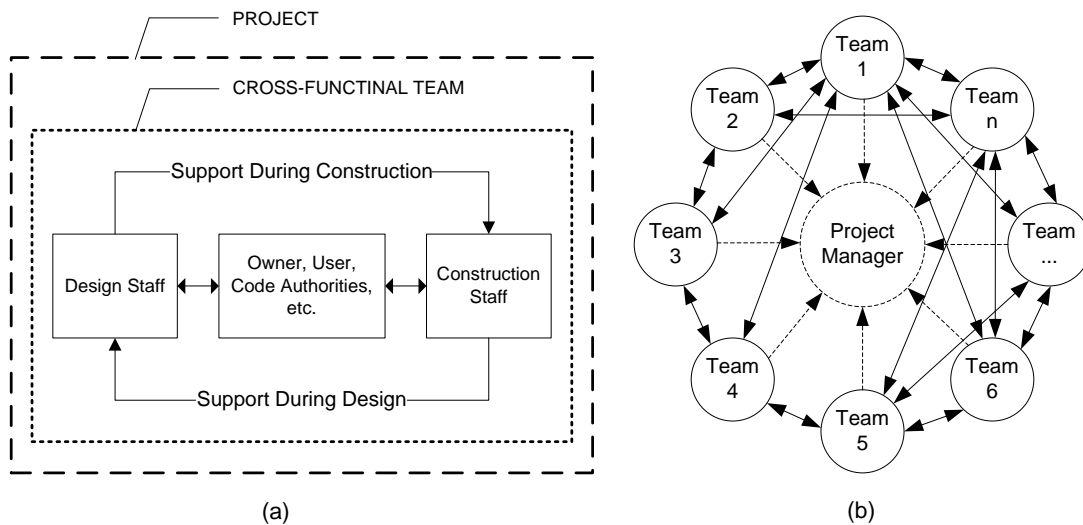 PROJECT
CROSS-FUNCTINAL TEAM
Support During Construction
Design Staff
Owner, User,
Code Authorities,
etc.
Construction
Staff
Support During Design
(a)
Team
1
Team
2
Team
n
Team
3
Project
Manager
Team
...
Team
4
Team
6
Team
5
(b)